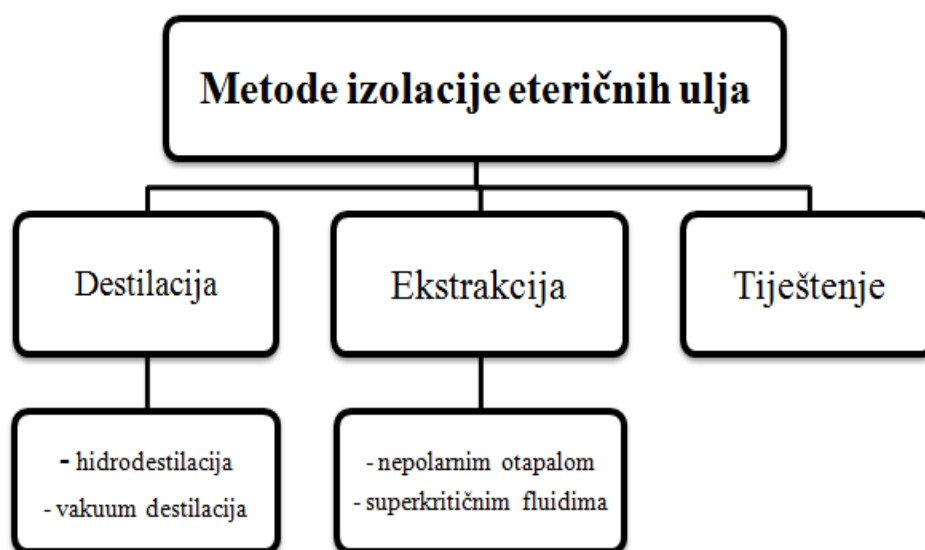 Metode izolacije eteričnih ulja
Destilacija
Ekstrakcija
Tiještenje
- hidrodestilacija
- vakuum destilacija
- nepolarnim otapalom
- superkritičnim fluidima